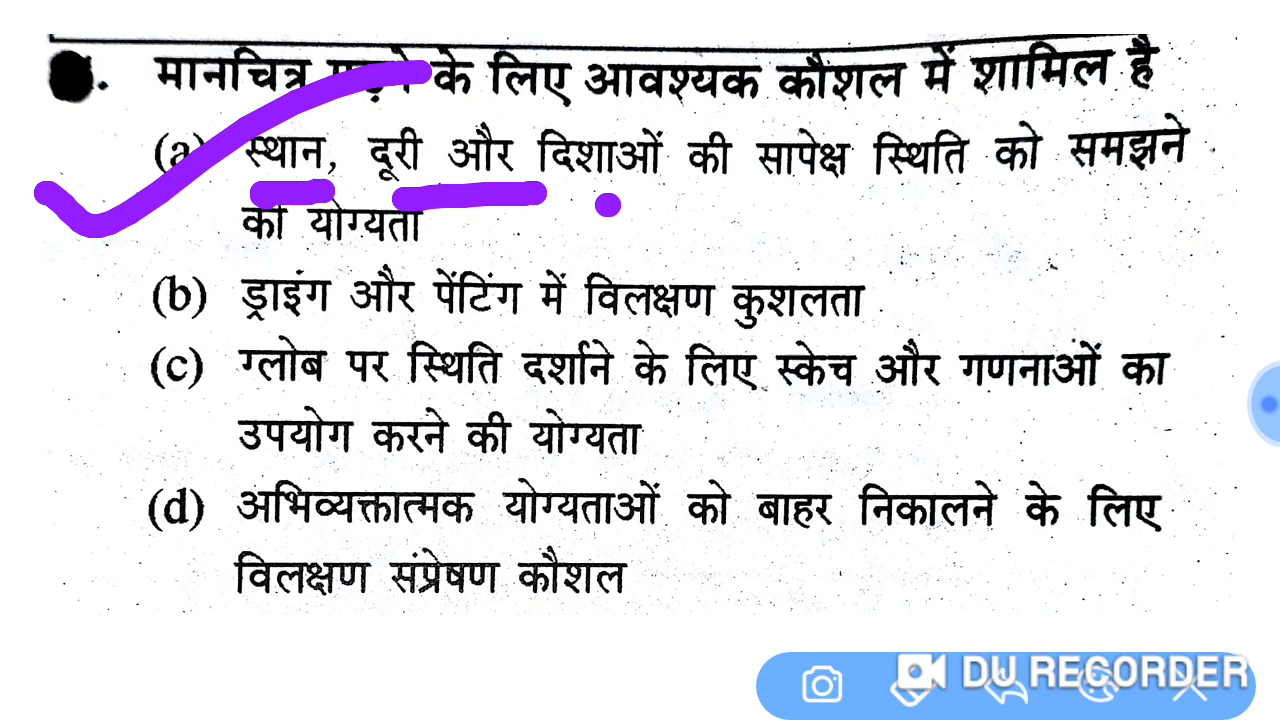 मानचित्र के लिए आवश्यक कौशल में शामिल है
(a) स्थान, दूरी और दिशाओं की सापेक्ष स्थिति को समझने
की योग्यता
(b) ड्राइंग और पेंटिंग में विलक्षण कुशलता
(c) ग्लोब पर स्थिति दर्शाने के लिए स्केच और गणनाओं का
उपयोग करने की योग्यता
(d) अभिव्यक्तात्मक योग्यताओं को बाहर निकालने के लिए
विलक्षण संप्रेषण कौशल
DU RECORDER